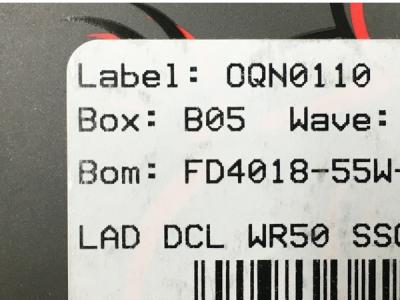 Label: OQN0110
Box: B05 Wave:
Bom: FD4018-55W-
LAD DCL WR50 SS